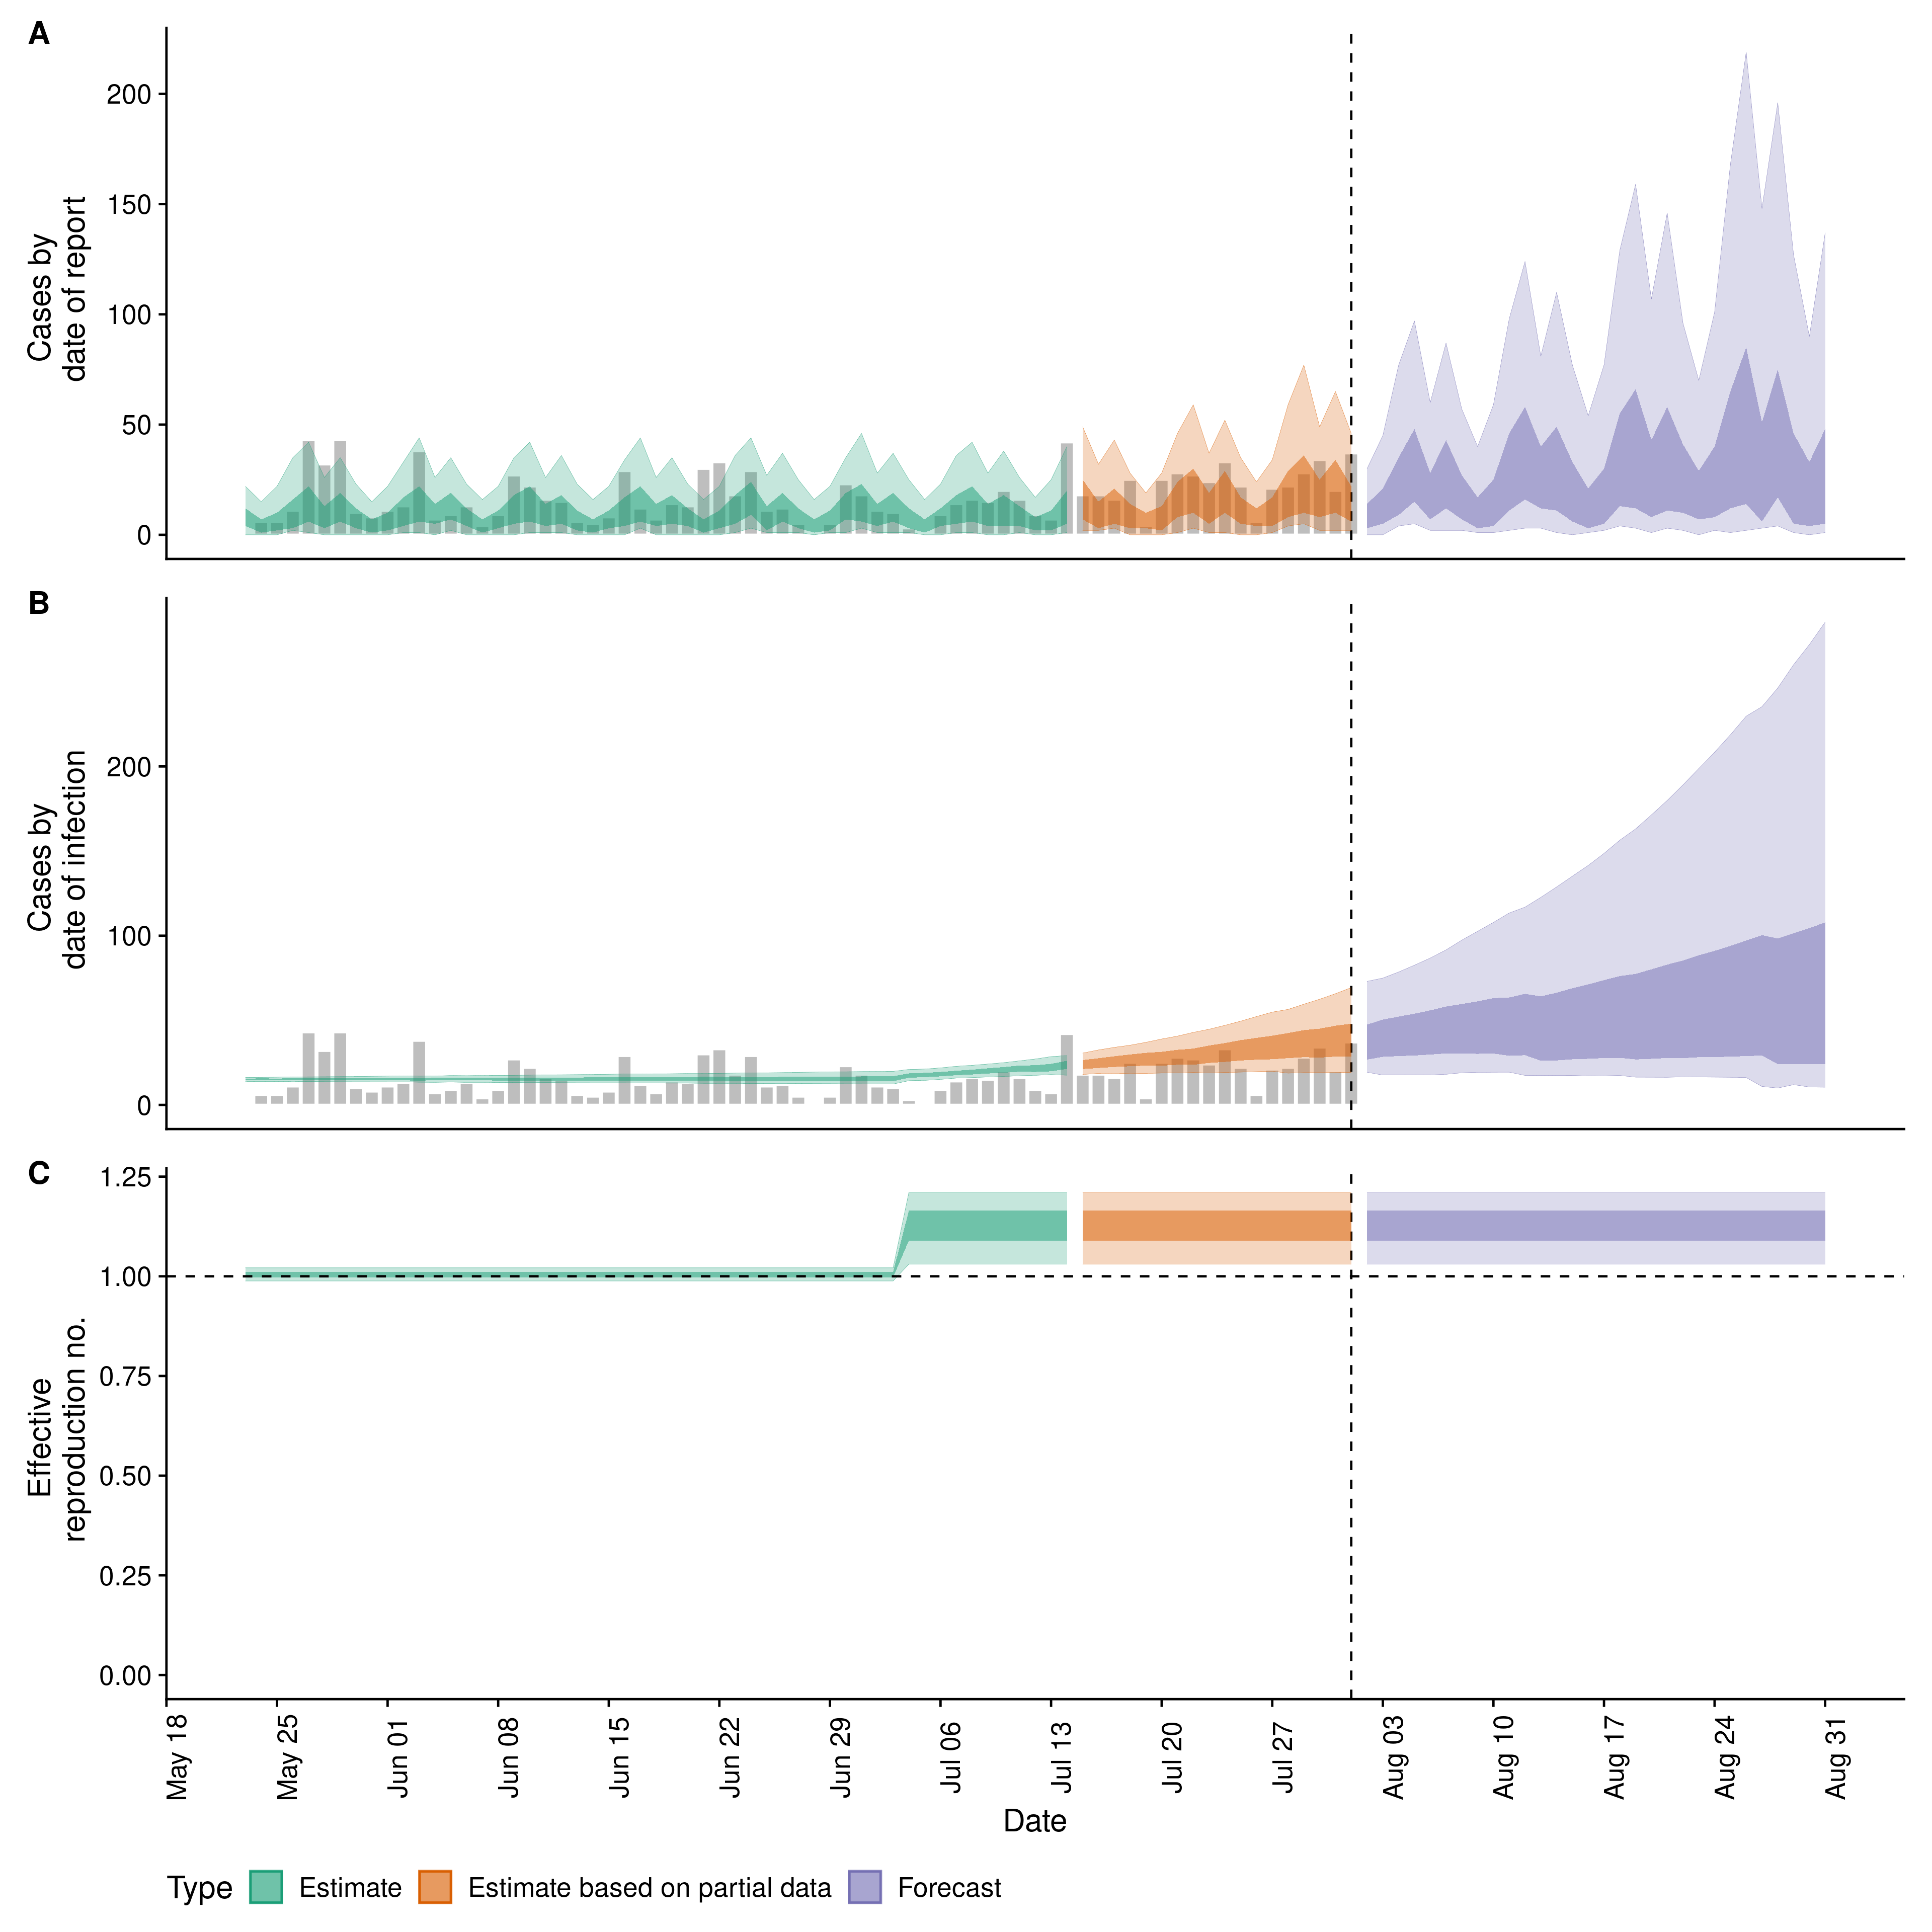 A
Cases by
date of report
200
150
100
50
0
B
Cases by
date of infection
200
100
0
C
Effective
reproduction no.
1.25
1.00
0.75
0.50
0.25
0.00
May 18
May 25
Jun 01
Jun 08
Jun 15
Jun 22
Jun 29
Jul 06
Jul 13
Jul 20
Jul 27
Aug 03
Aug 10
Aug 17
Aug 24
Aug 31
Date
Type Estimate Estimate based on partial data Forecast